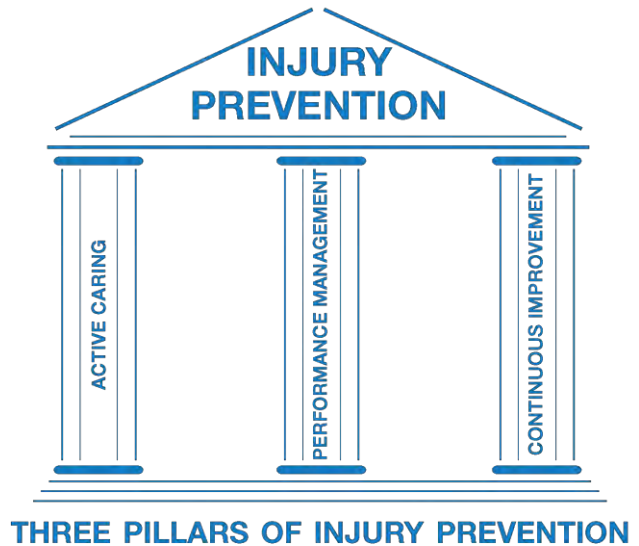 INJURY
PREVENTION
ACTIVE CARING
PERFORMANCE MANAGEMENT
CONTINUOUS IMPROVEMENT
THREE PILLARS OF INJURY PREVENTION